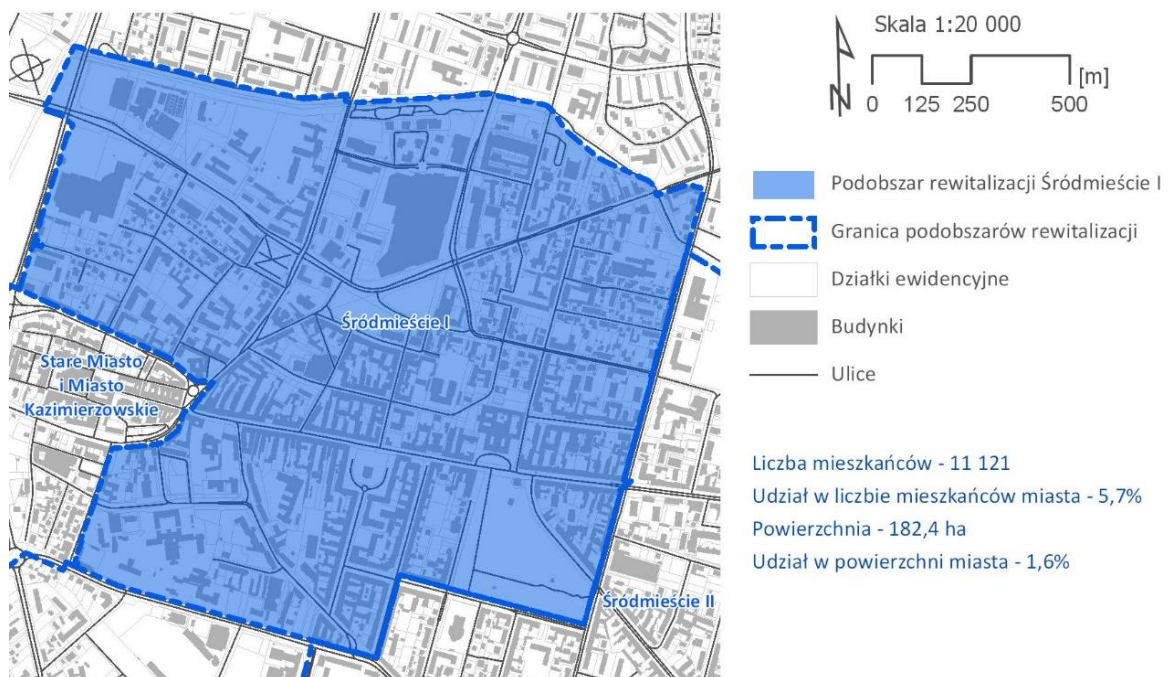 Śródmieście I
Stare Miasto
i Miasto
Kazimierzowskie
Śródmieście II
Skala 1:20 000
[m]
N
0 125 250 500
Podobszar rewitalizacji Śródmieście I
Granica podobszarów rewitalizacji
Działki ewidencyjne
Budynki
Ulice
Liczba mieszkańców - 11 121
Udział w liczbie mieszkańców miasta - 5,7%
Powierzchnia - 182,4 ha
Udział w powierzchni miasta - 1,6%